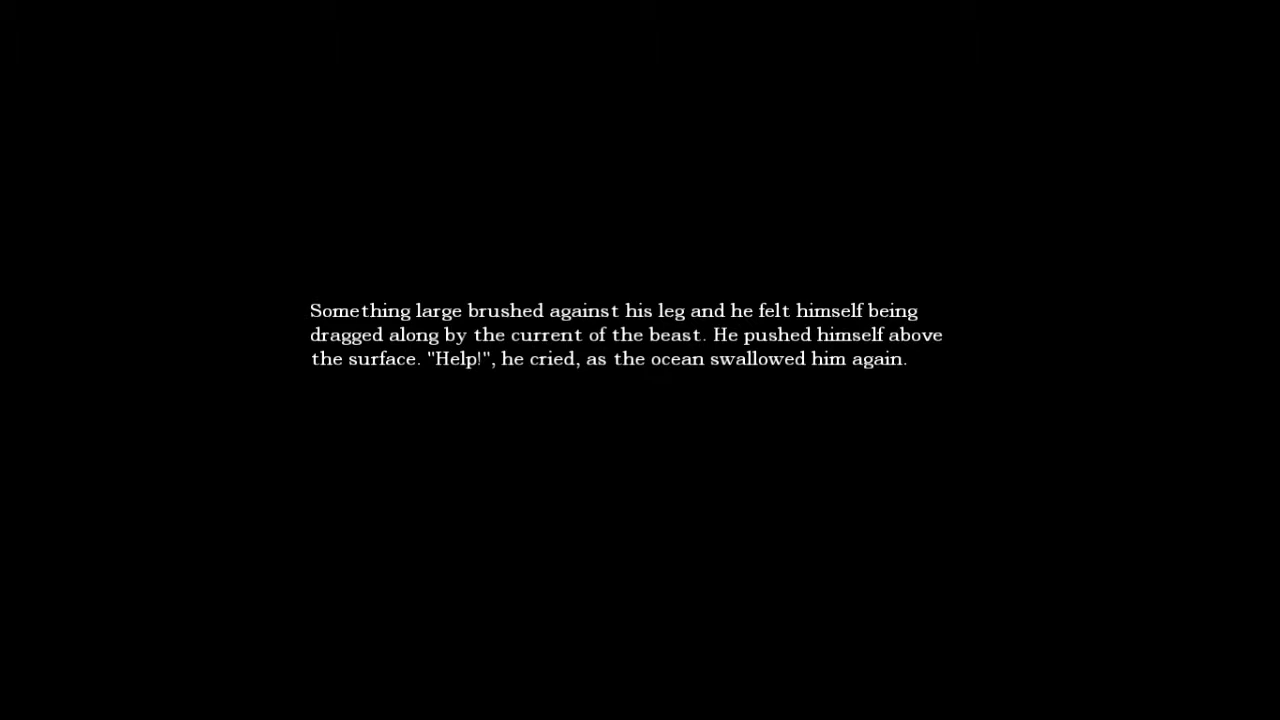 Something large brushed against his leg and he felt himself being
dragged along by the current of the beast. He pushed himself above
the surface. "Help!", he cried, as the ocean swallowed him again.